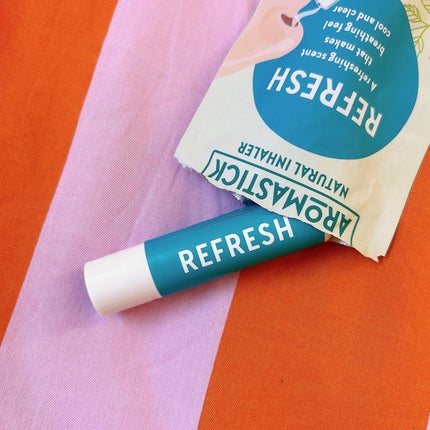 AROMASTICK
NATURAL INHALER
REFRESH
A refreshing scent
that makes
breathing feel
cool and clear
REFRESH